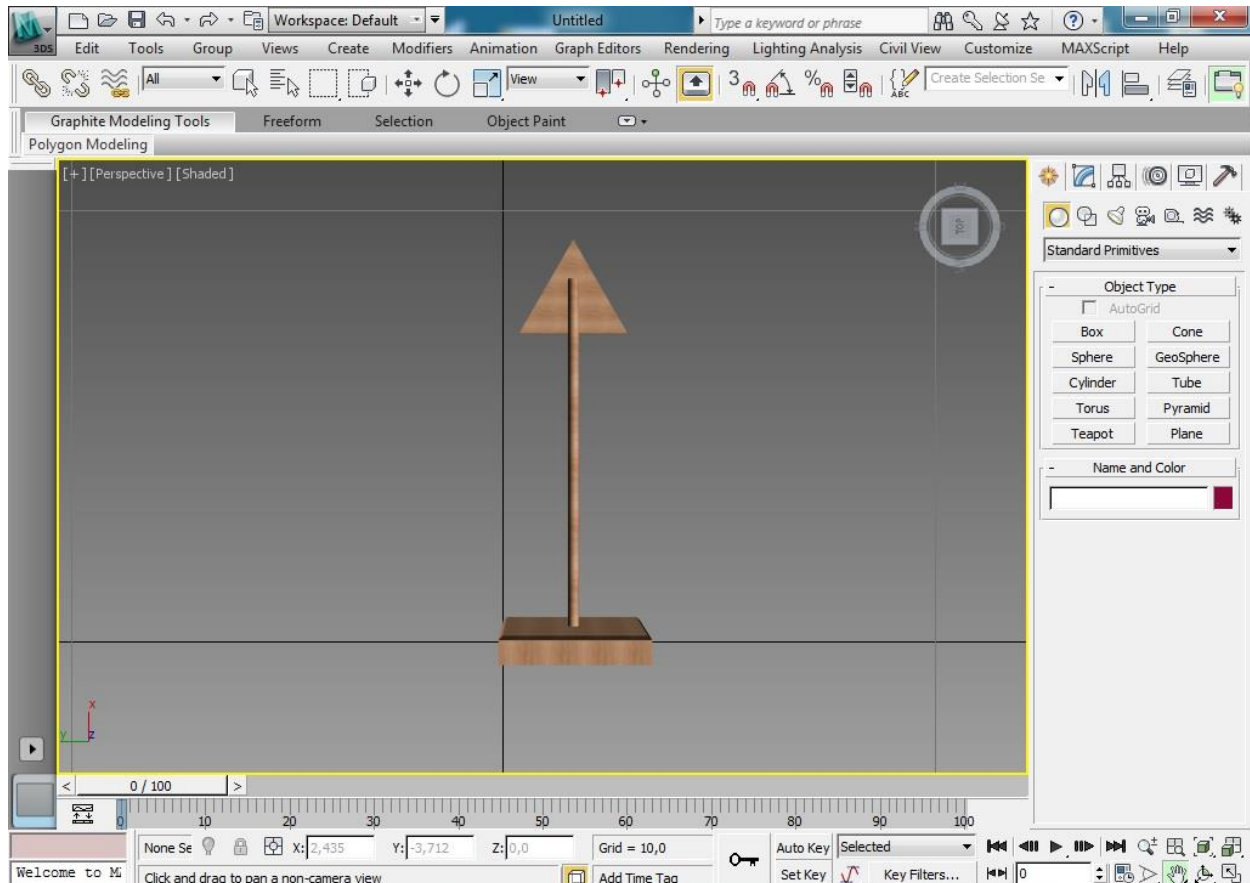 Workspace: Default
Untitled
Type a keyword or phrase
3DS Edit Tools Group Views Create Modifiers Animation Graph Editors Rendering Lighting Analysis Civil View Customize MAXScript Help
All
View
3
%
ABC
Create Selection Se
Graphite Modeling Tools Freeform Selection Object Paint
Polygon Modeling
[+] [Perspective] [Shaded]
TOP
Standard Primitives
- Object Type
AutoGrid
Box Cone
Sphere GeoSphere
Cylinder Tube
Torus Pyramid
Teapot Plane
- Name and Color
x
y z
< 0 / 100 >
0 10 20 30 40 50 60 70 80 90 100
None Se X: 2,435 Y: -3,712 Z: 0,0 Grid = 10,0 Auto Key Selected
Welcome to M Click and drag to pan a non-camera view Add Time Tag Set Key Key Filters... 0